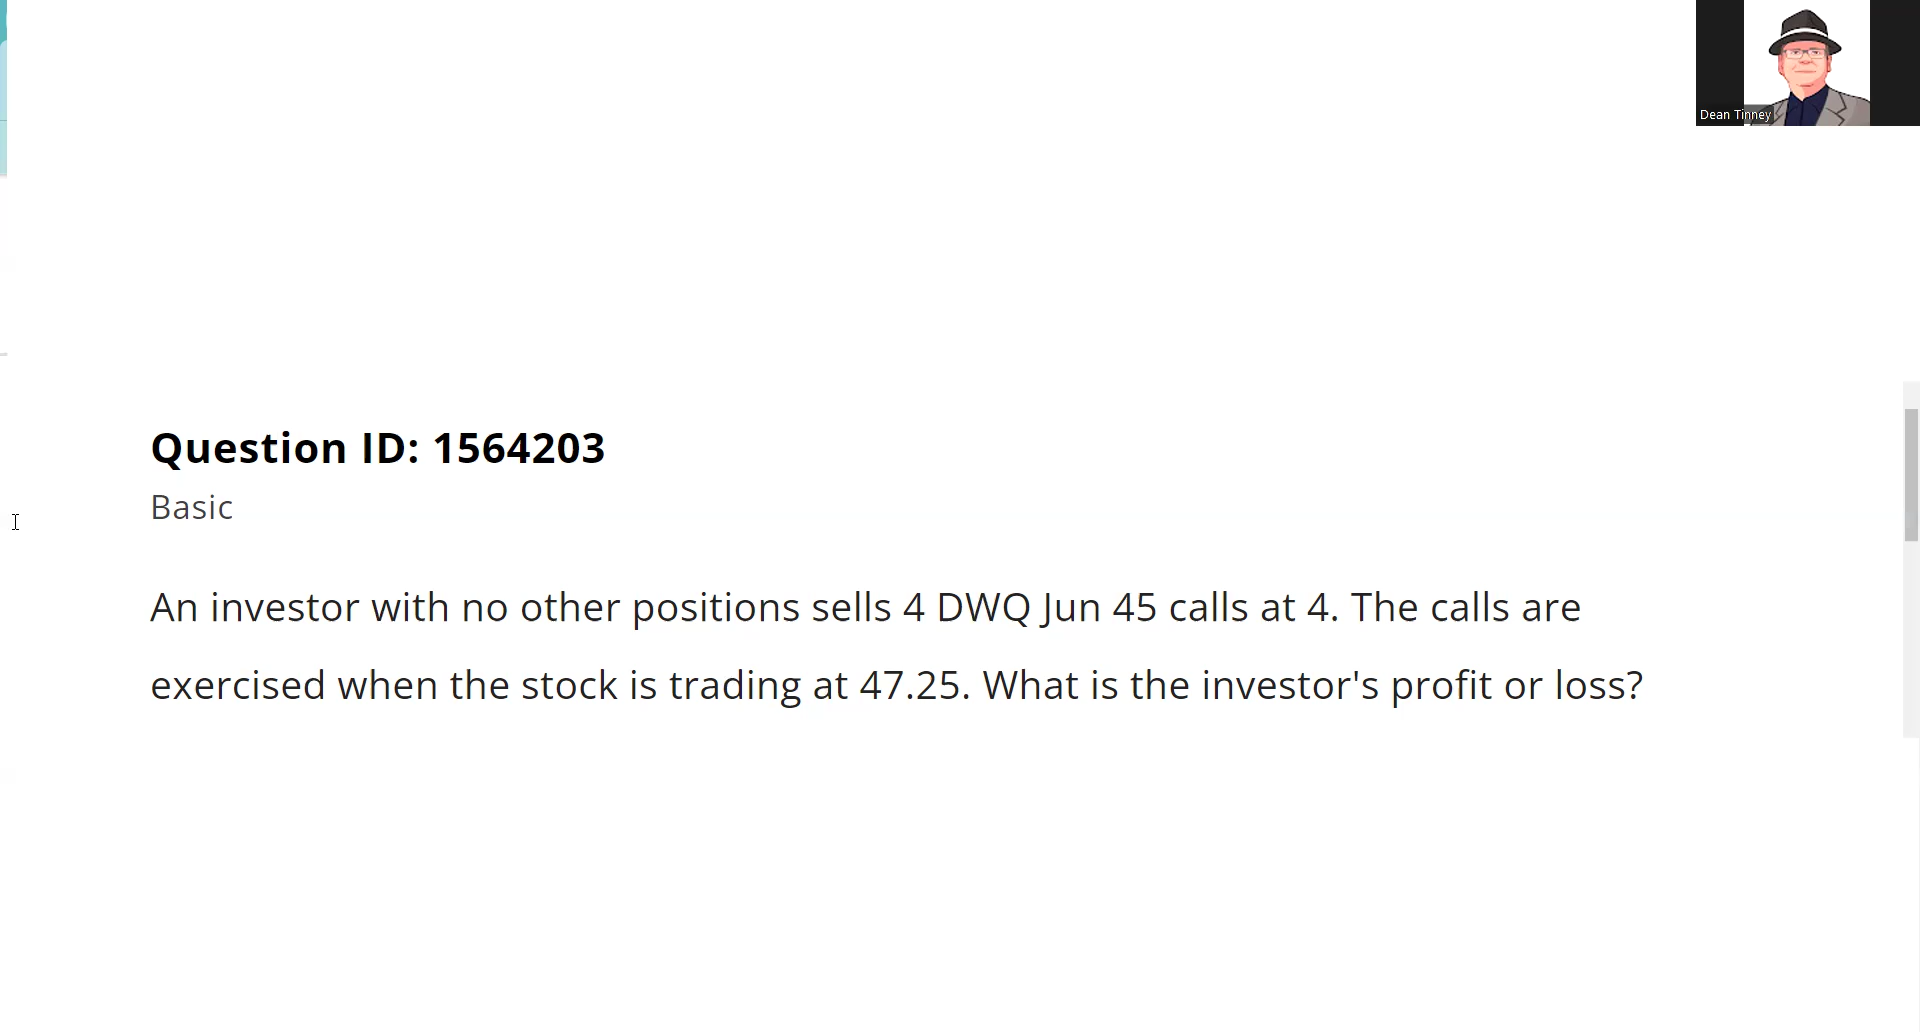 Dean Tinney
Question ID: 1564203
Basic
An investor with no other positions sells 4 DWQ Jun 45 calls at 4. The calls are
exercised when the stock is trading at 47.25. What is the investor's profit or loss?